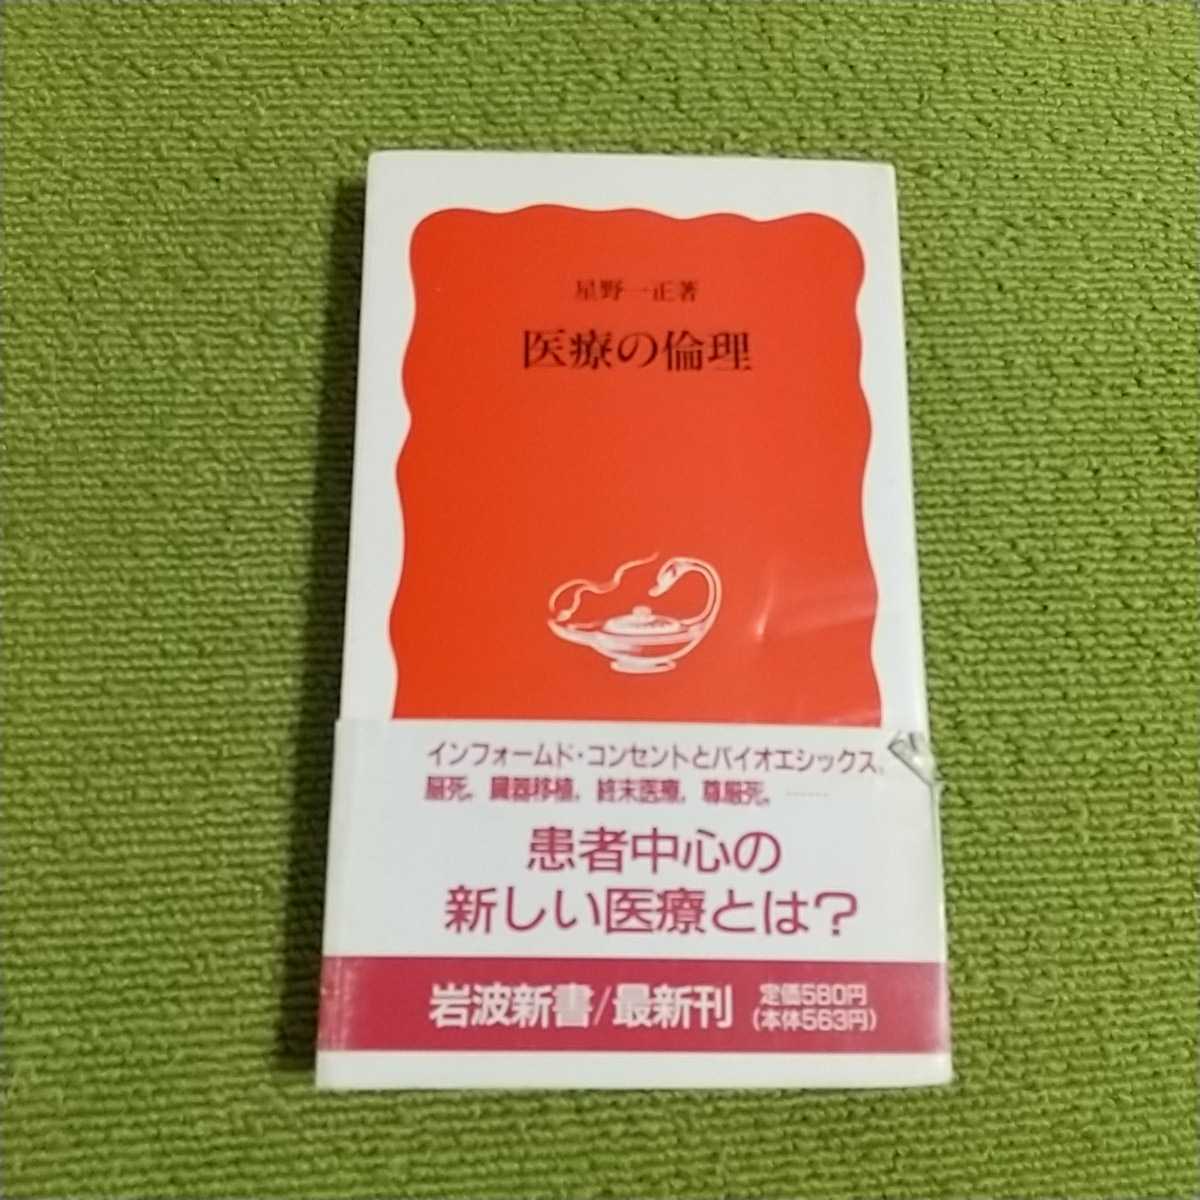 星野一正著
医療の倫理
インフォームド・コンセントとバイオエシックス,
脳死,臓器移植,終末医療,尊厳死,……
患者中心の
新しい医療とは?
岩波新書/最新刊
定価580円
(本体563円)